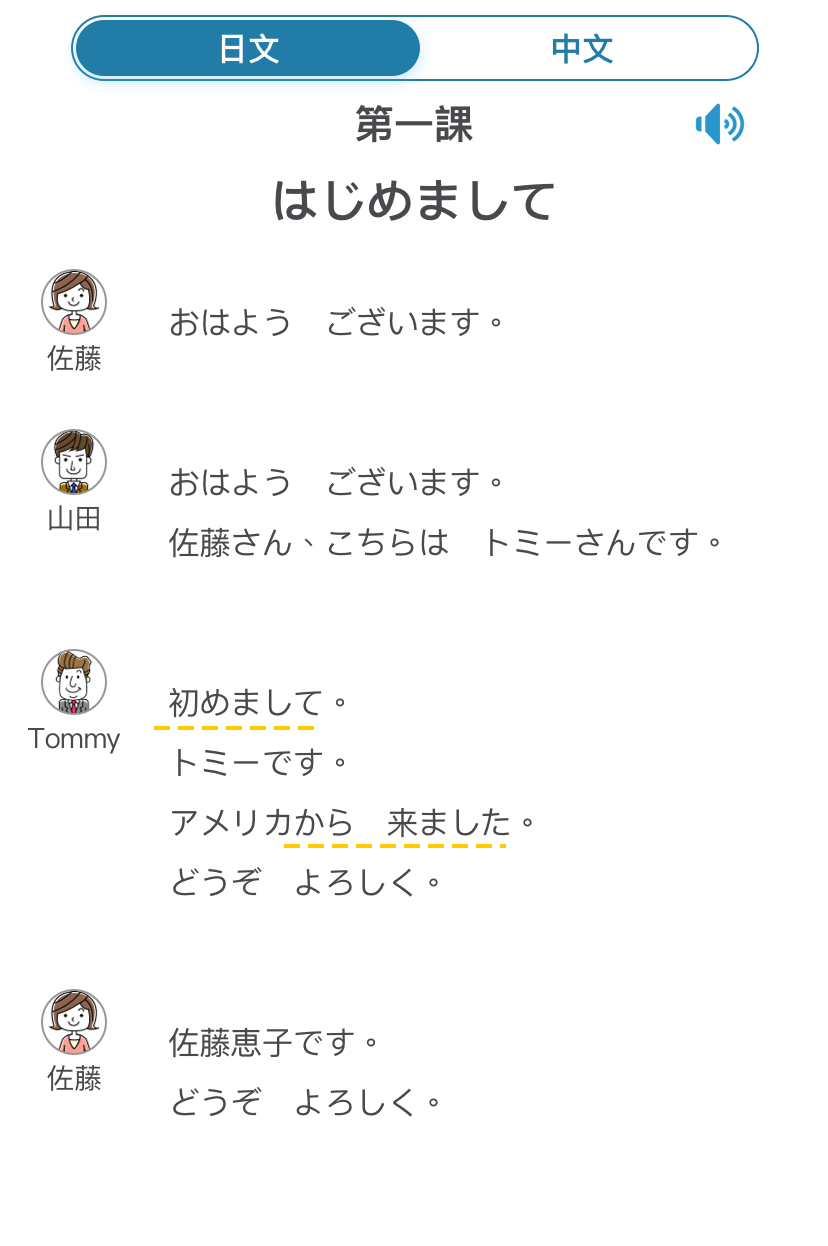 日文
中文
第一課
はじめまして
佐藤
おはよう　ございます。
山田
おはよう　ございます。
佐藤さん、こちらは　トミーさんです。
Tommy
初めまして。
トミーです。
アメリカから　来ました。
どうぞ　よろしく。
佐藤
佐藤恵子です。
どうぞ　よろしく。